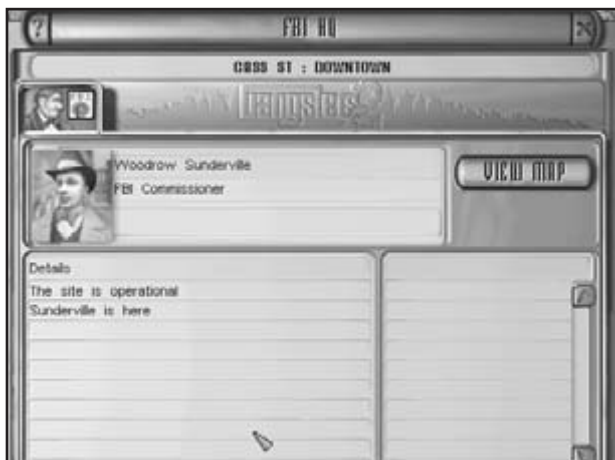 ?
FBI HQ
CASS ST : DOWNTOWN
Gangsters 2
Woodrow Sunderville
FBI Commissioner
VIEW MAP
Details
The site is operational
Sunderville is here